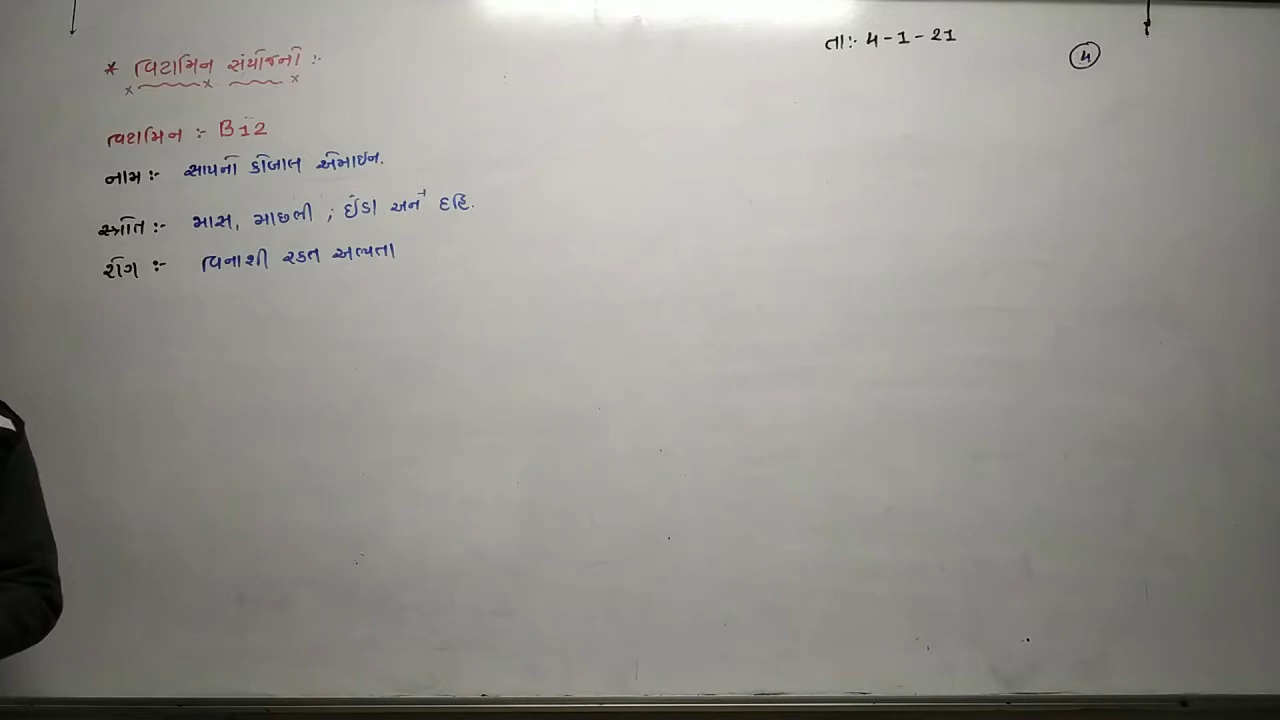 તા:- 4-1-21
4
* વિટામિન સંયોજનો :-
વિટામિન :- B12
નામ :- સાયનો કોબાલ એમાઇન.
સ્ત્રોત :- માસ, માછલી ; ઈંડા અને દહિ.
રોગ :- વિનાશી રક્ત અલ્પતા